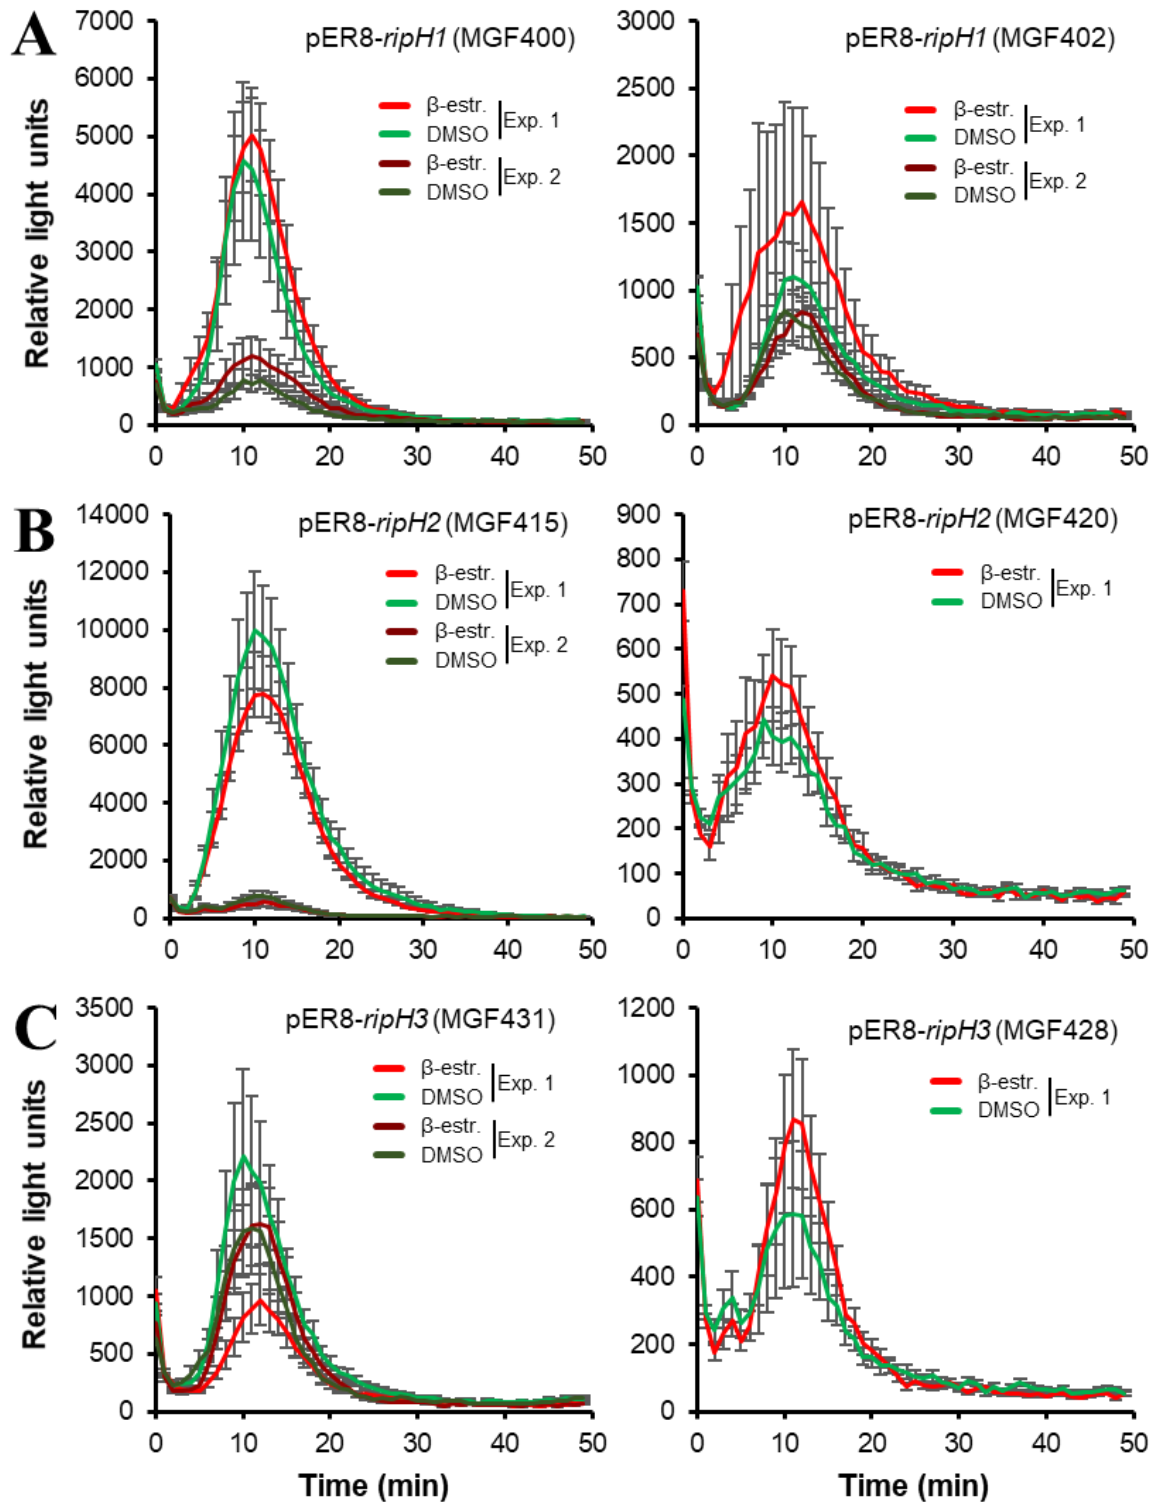 A
pER8-ripH1 (MGF400)
7000
6000
5000
4000
3000
2000
1000
0
Relative light units
β-estr.
DMSO
Exp. 1
β-estr.
DMSO
Exp. 2
0 10 20 30 40 50
pER8-ripH1 (MGF402)
3000
2500
2000
1500
1000
500
0
β-estr.
DMSO
Exp. 1
β-estr.
DMSO
Exp. 2
0 10 20 30 40 50
B
pER8-ripH2 (MGF415)
14000
12000
10000
8000
6000
4000
2000
0
Relative light units
β-estr.
DMSO
Exp. 1
β-estr.
DMSO
Exp. 2
0 10 20 30 40 50
pER8-ripH2 (MGF420)
900
800
700
600
500
400
300
200
100
0
β-estr.
DMSO
Exp. 1
0 10 20 30 40 50
C
pER8-ripH3 (MGF431)
3500
3000
2500
2000
1500
1000
500
0
Relative light units
β-estr.
DMSO
Exp. 1
β-estr.
DMSO
Exp. 2
0 10 20 30 40 50
Time (min)
pER8-ripH3 (MGF428)
1200
1000
800
600
400
200
0
β-estr.
DMSO
Exp. 1
0 10 20 30 40 50
Time (min)